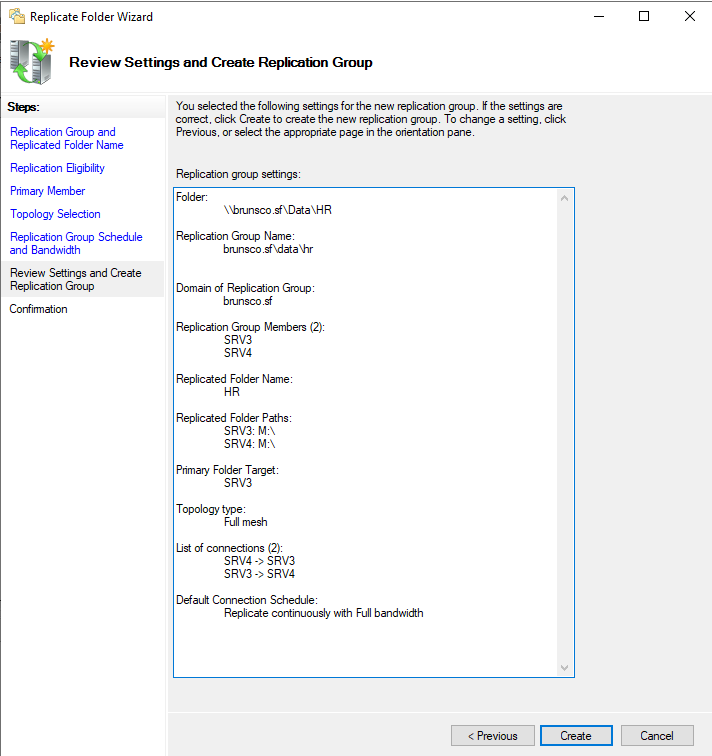 Replicate Folder Wizard
Review Settings and Create Replication Group
Steps:
Replication Group and
Replicated Folder Name
Replication Eligibility
Primary Member
Topology Selection
Replication Group Schedule
and Bandwidth
Review Settings and Create
Replication Group
Confirmation
You selected the following settings for the new replication group. If the settings are
correct, click Create to create the new replication group. To change a setting, click
Previous, or select the appropriate page in the orientation pane.
Replication group settings:
Folder:
\\brunsco.sf\Data\HR
Replication Group Name:
brunsco.sf\data\hr
Domain of Replication Group:
brunsco.sf
Replication Group Members (2):
SRV3
SRV4
Replicated Folder Name:
HR
Replicated Folder Paths:
SRV3: M:\
SRV4: M:\
Primary Folder Target:
SRV3
Topology type:
Full mesh
List of connections (2):
SRV4 -> SRV3
SRV3 -> SRV4
Default Connection Schedule:
Replicate continuously with Full bandwidth
< Previous
Create
Cancel